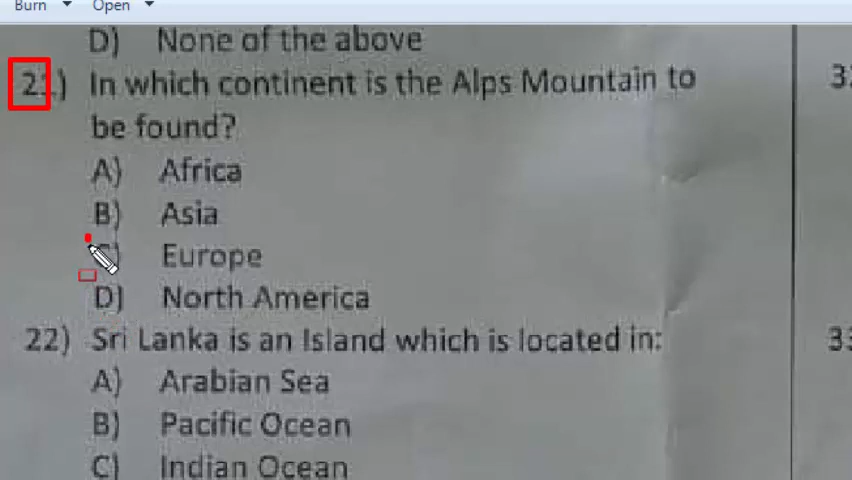 Burn Open
D) None of the above
21) In which continent is the Alps Mountain to
be found?
A) Africa
B) Asia
C) Europe
D) North America
22) Sri Lanka is an Island which is located in:
A) Arabian Sea
B) Pacific Ocean
C) Indian Ocean